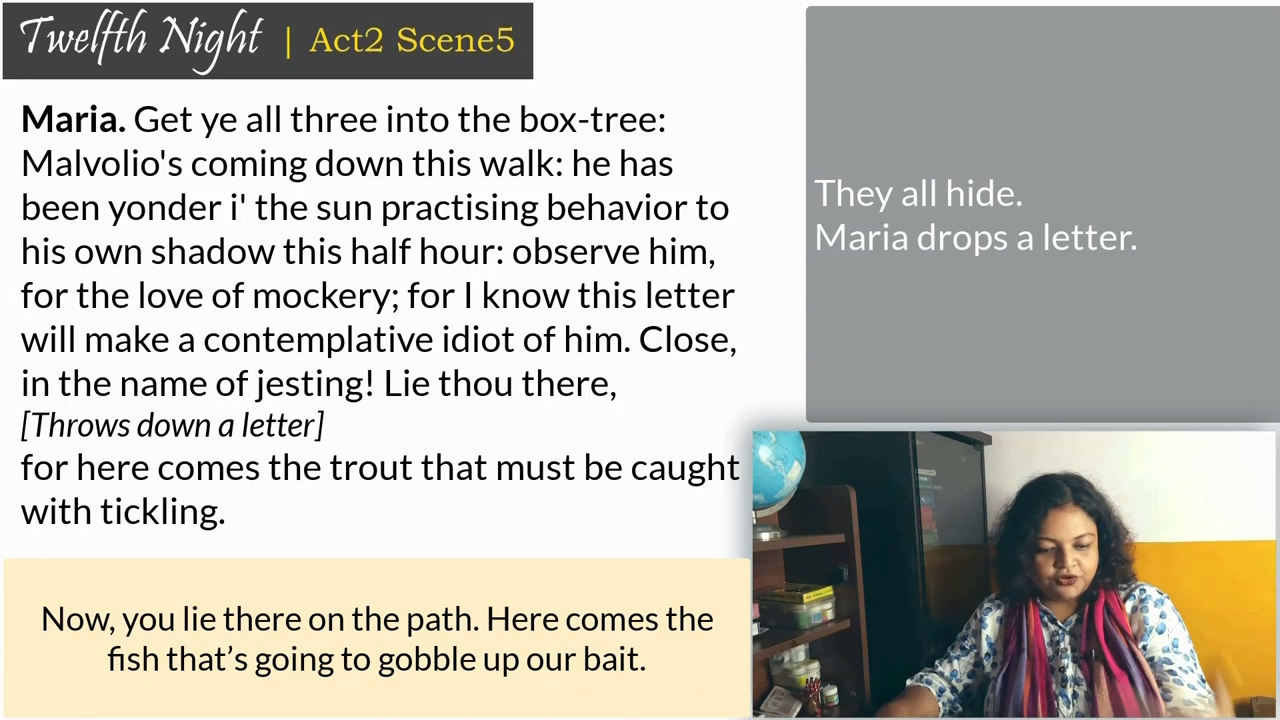 Twelfth Night | Act2 Scene5
Maria. Get ye all three into the box-tree:
Malvolio's coming down this walk: he has
been yonder i' the sun practising behavior to
his own shadow this half hour: observe him,
for the love of mockery; for I know this letter
will make a contemplative idiot of him. Close,
in the name of jesting! Lie thou there,
[Throws down a letter]
for here comes the trout that must be caught
with tickling.
They all hide.
Maria drops a letter.
Now, you lie there on the path. Here comes the
fish that’s going to gobble up our bait.